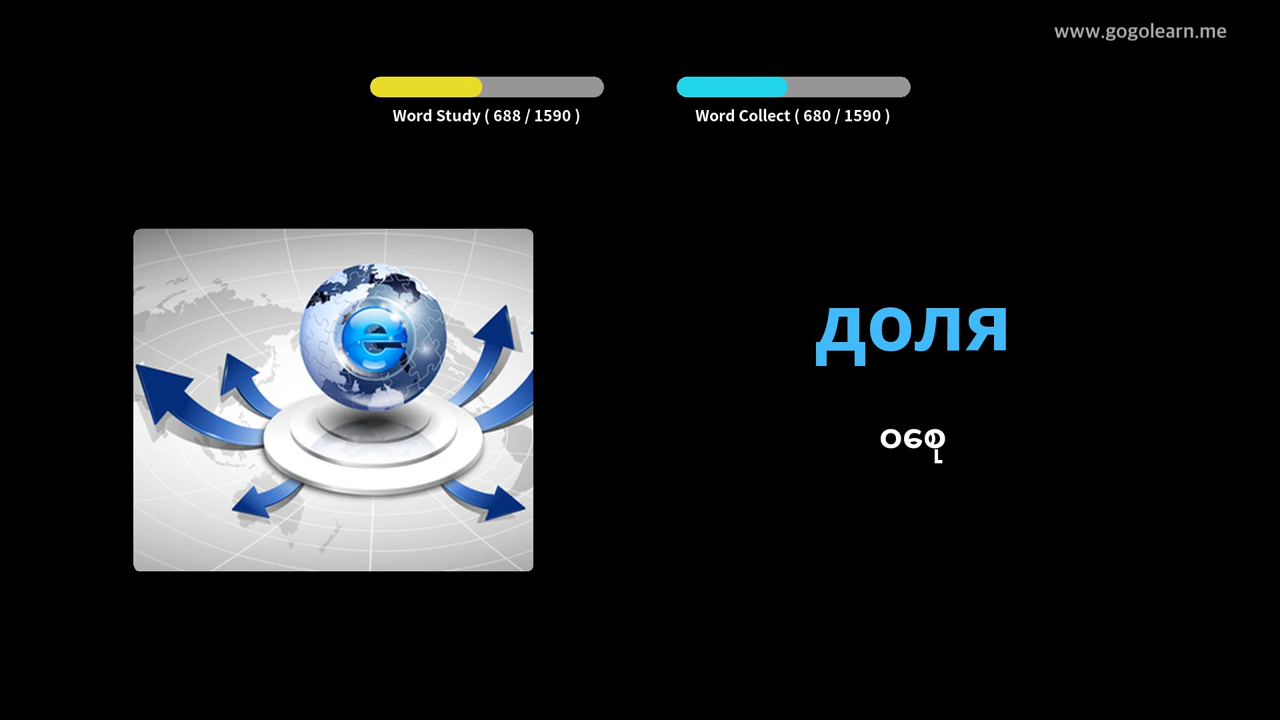 www.gogolearn.me
Word Study ( 688 / 1590 )
Word Collect ( 680 / 1590 )
e
доля
ဝေစု